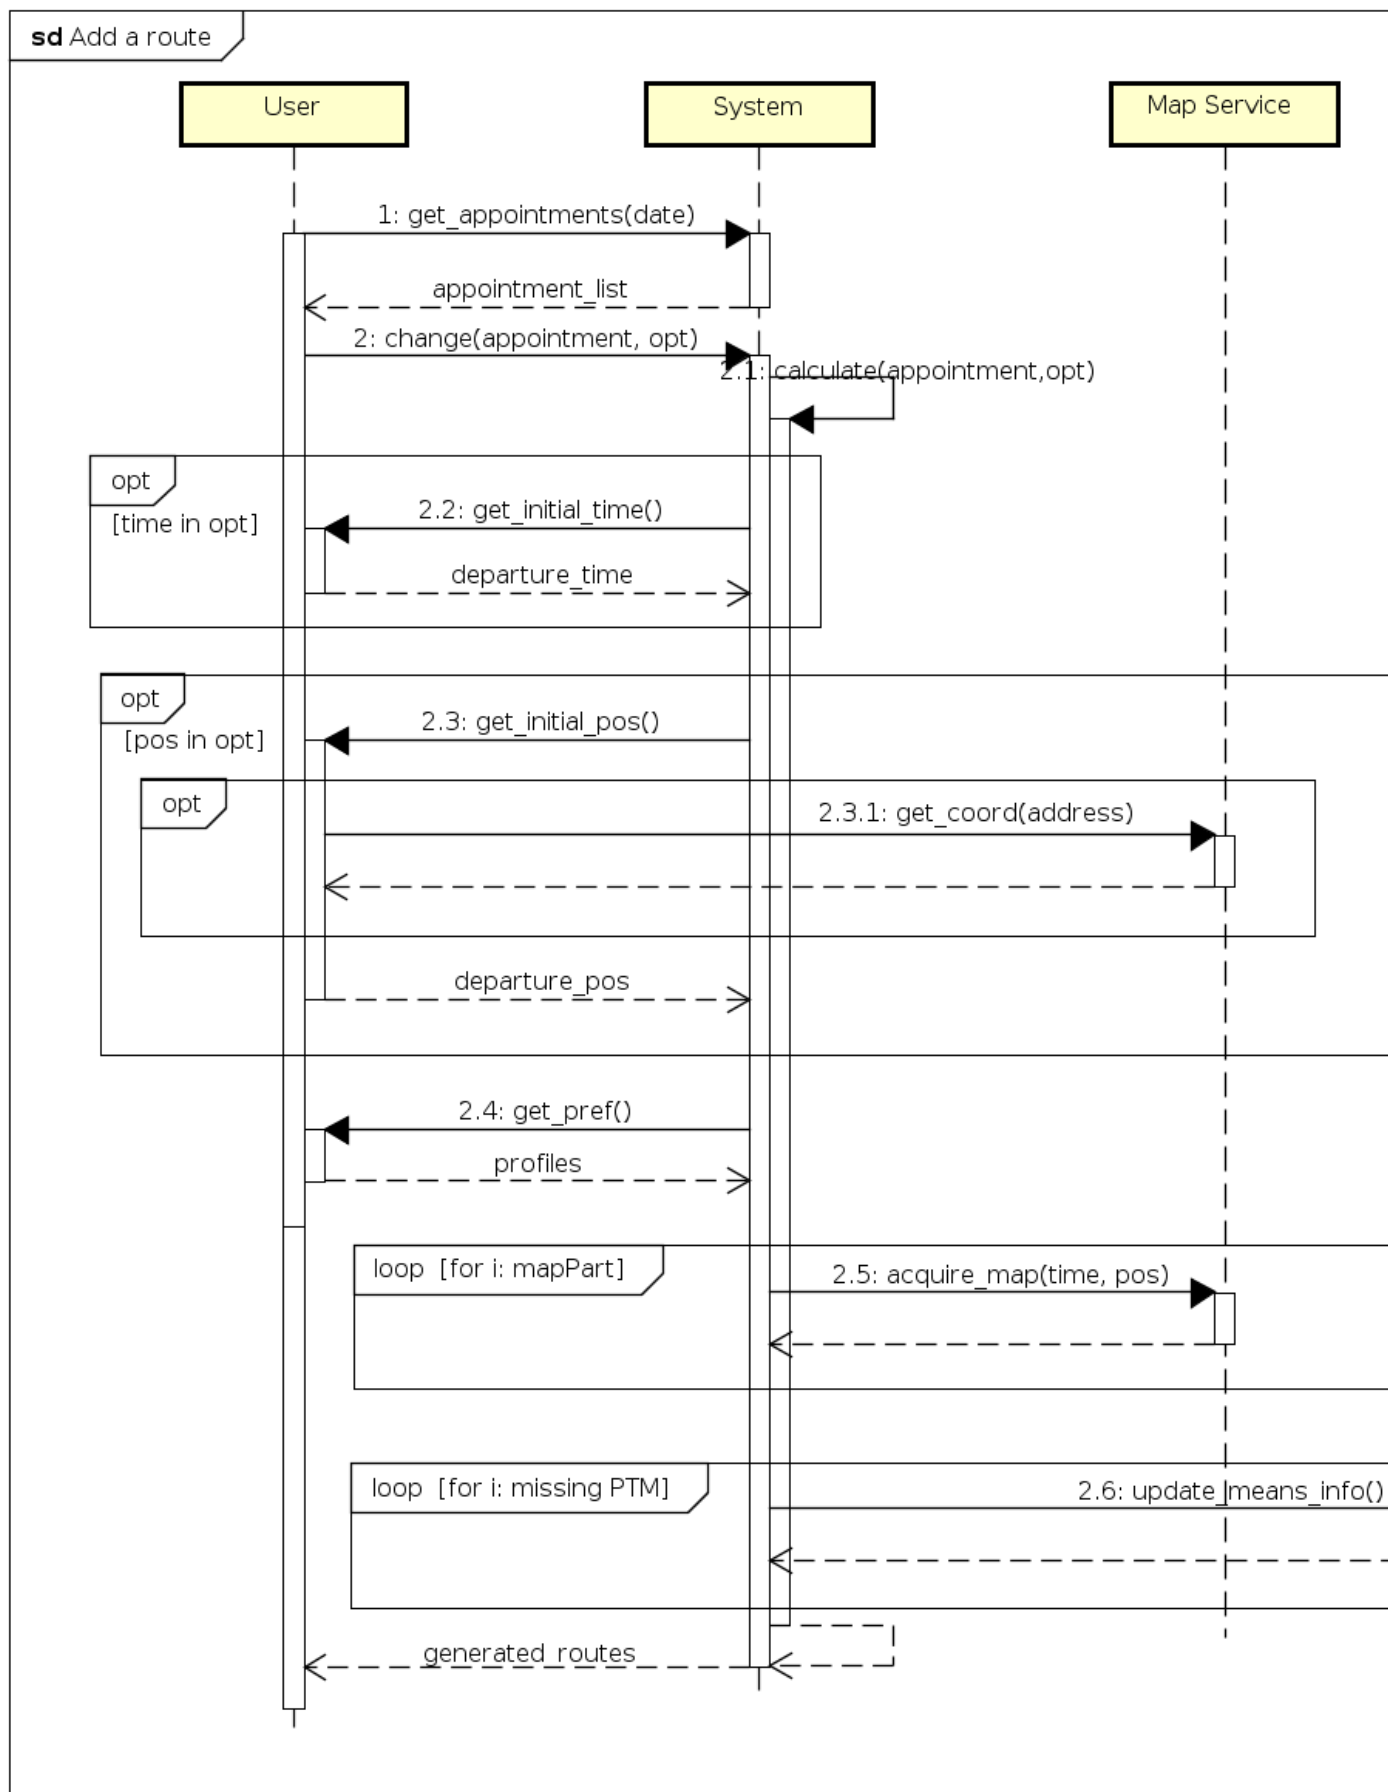 sd Add a route
User
System
Map Service
1: get_appointments(date)
appointment_list
2: change(appointment, opt)
2.1: calculate(appointment,opt)
opt
[time in opt]
2.2: get_initial_time()
departure_time
opt
[pos in opt]
2.3: get_initial_pos()
opt
2.3.1: get_coord(address)
departure_pos
2.4: get_pref()
profiles
loop [for i: mapPart]
2.5: acquire_map(time, pos)
loop [for i: missing PTM]
2.6: update_means_info()
generated_routes